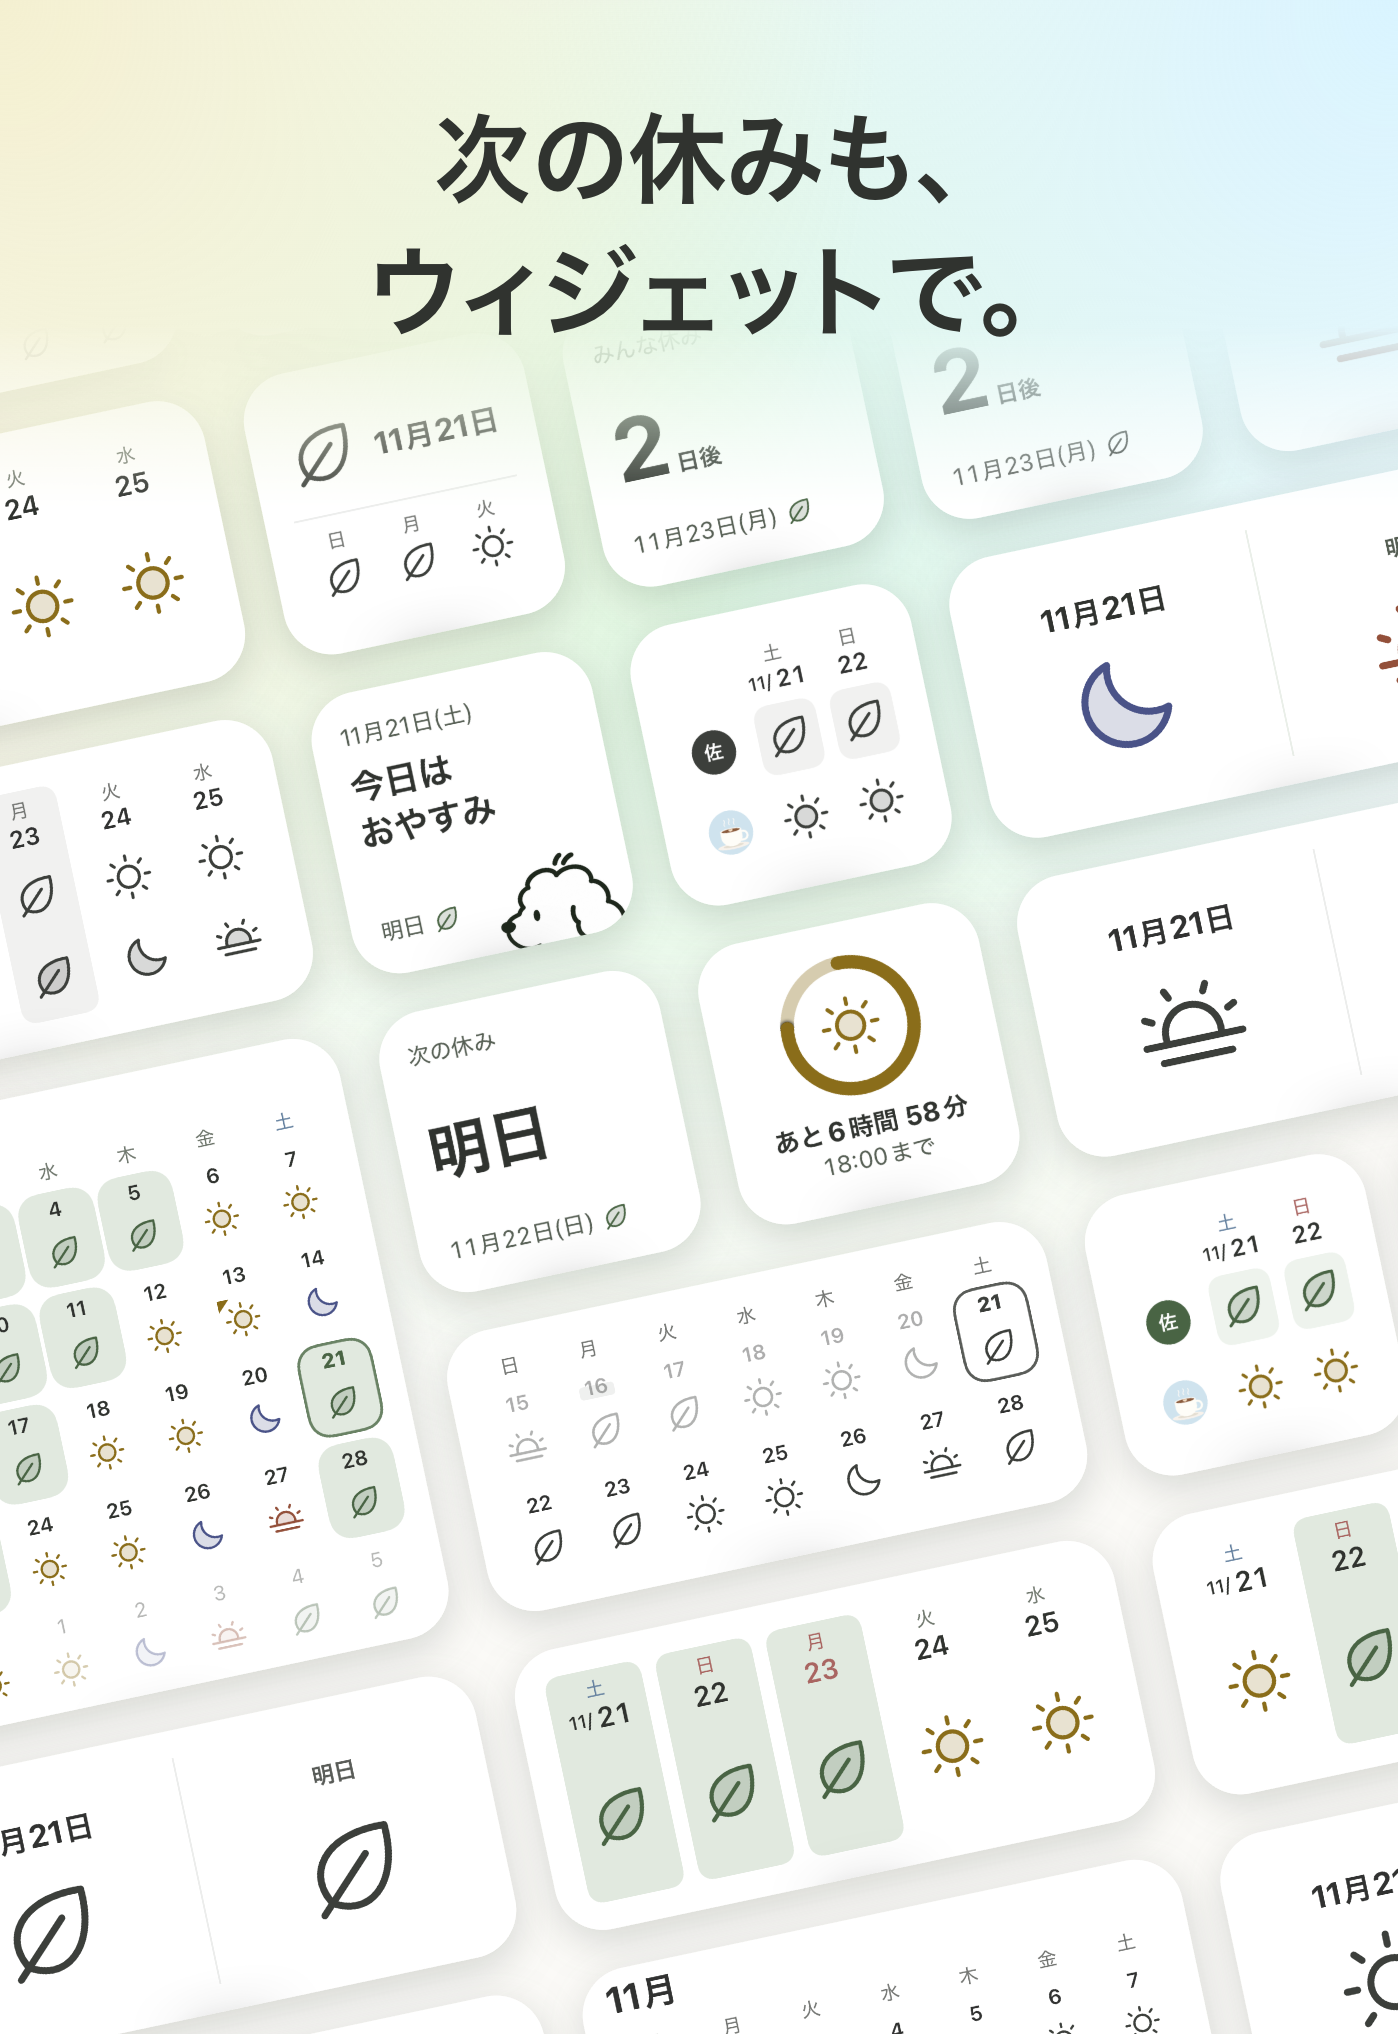 次の休みも、
ウィジェットで。
火 水
24 25
11月21日
日 月 火
みんな休み
2日後
11月23日(月)
2日後
11月23日(月)
月 火 水
23 24 25
11月21日(土)
今日は
おやすみ
明日
土 日
11/21 22
佐
11月21日
水 木 金 土
4 5 6 7
11 12 13 14
17 18 19 20 21
24 25 26 27 28
1 2 3 4 5
次の休み
明日
11月22日(日)
あと6時間58分
18:00まで
11月21日
日 月 火 水 木 金 土
15 16 17 18 19 20 21
22 23 24 25 26 27 28
土 日
11/21 22
佐
月21日
明日
土 日 月 火 水
11/21 22 23 24 25
土 日
11/21 22
11月
月 火 水 木 金 土
4 5 6 7
11月21